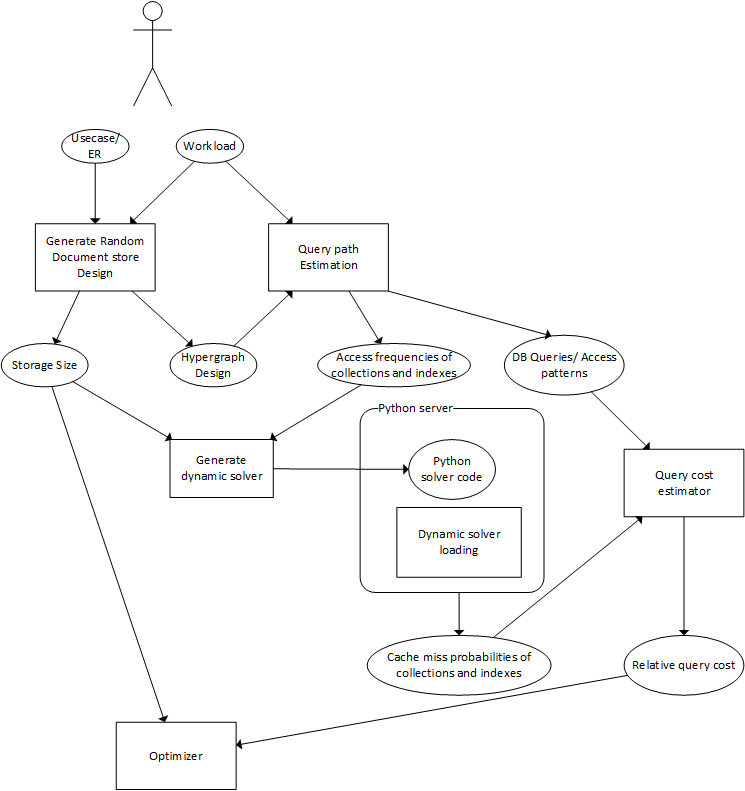 Usecase/
ER
Workload
Generate Random
Document store
Design
Query path
Estimation
Storage Size
Hypergraph
Design
Access frequencies of
collections and indexes
DB Queries/ Access
patterns
Python server
Generate
dynamic solver
Python
solver code
Query cost
estimator
Dynamic solver
loading
Cache miss probabilities of
collections and indexes
Relative query cost
Optimizer